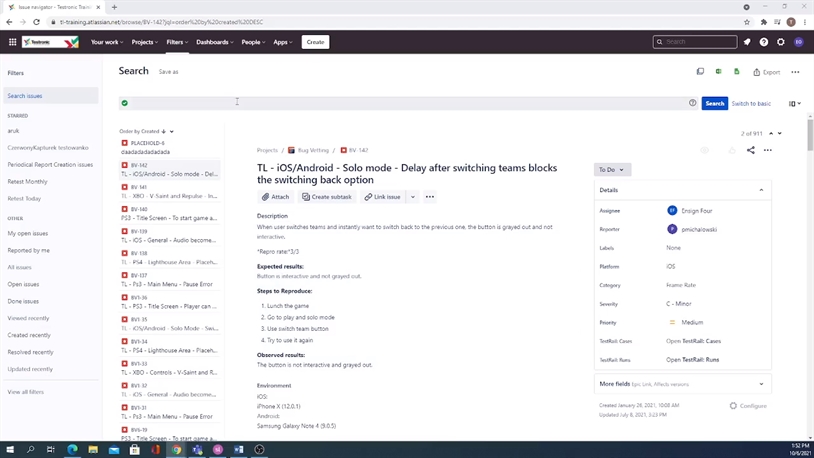 Issue navigator - Testronic Traini
tl-training.atlassian.net/browse/BV-142?jql=order%20by%20created%20DESC
Testronic
Your work
Projects
Filters
Dashboards
People
Apps
Create
Search
Filters
Search issues
STARRED
aruk
CzerwonyKapturek testowanko
Periodical Report Creation Issues
Retest Monthly
Retest Today
OTHER
My open issues
Reported by me
All issues
Open issues
Done issues
Viewed recently
Created recently
Resolved recently
Updated recently
View all filters
Search
Save as
Export
Search
Switch to basic
Order by Created
PLACEHOLD-6
daadadadadada
BV-142
TL - iOS/Android - Solo mode - Del...
BV-141
TL - XBO - V-Saint and Repulse - In...
BV-140
PS3 - Title Screen - To start game a...
BV-139
TL - iOS - General - Audio become...
BV-138
TL - PS4 - Lighthouse Area - Placeh...
BV-137
TL - Ps3 - Main Menu - Pause Error
BV1-36
TL - PS3 - Title Screen - Player can ...
BV1-35
TL - iOS/Android - Solo Mode - Sw...
BV1-34
TL - PS4 - Lighthouse Area - Placeh...
BV1-33
TL - XBO - Controls - V-Saint and R...
BV1-32
TL - iOS - General - Audio become...
BV1-31
TL - Ps3 - Main Menu - Pause Error
BV1-30
TL - PS3 - Title Screen - To start g...
2 of 911
Projects / Bug Vetting / BV-142
TL - iOS/Android - Solo mode - Delay after switching teams blocks
the switching back option
Attach
Create subtask
Link issue
Description
When user switches teams and instantly want to switch back to the previous one, the button is grayed out and not
interactive.
*Repro rate:*3/3
Expected results:
Button is interactive and not grayed out.
Steps to Reproduce:
1. Lunch the game
2. Go to play and solo mode
3. Use switch team button
4. Try to use it again
Observed results:
The button is not interactive and grayed out.
Environment
iOS:
iPhone X (12.0.1)
Android:
Samsung Galaxy Note 4 (9.0.5)
To Do
Details
Assignee
Ensign Four
Reporter
pmichalowski
Labels
None
Platform
iOS
Category
Frame Rate
Severity
C - Minor
Priority
Medium
TestRail: Cases
Open TestRail: Cases
TestRail: Runs
Open TestRail: Runs
More fields Epic Link, Affects versions
Created January 26, 2021, 10:08 AM
Updated July 6, 2021, 3:23 PM
Configure
1:52 PM
10/6/2021